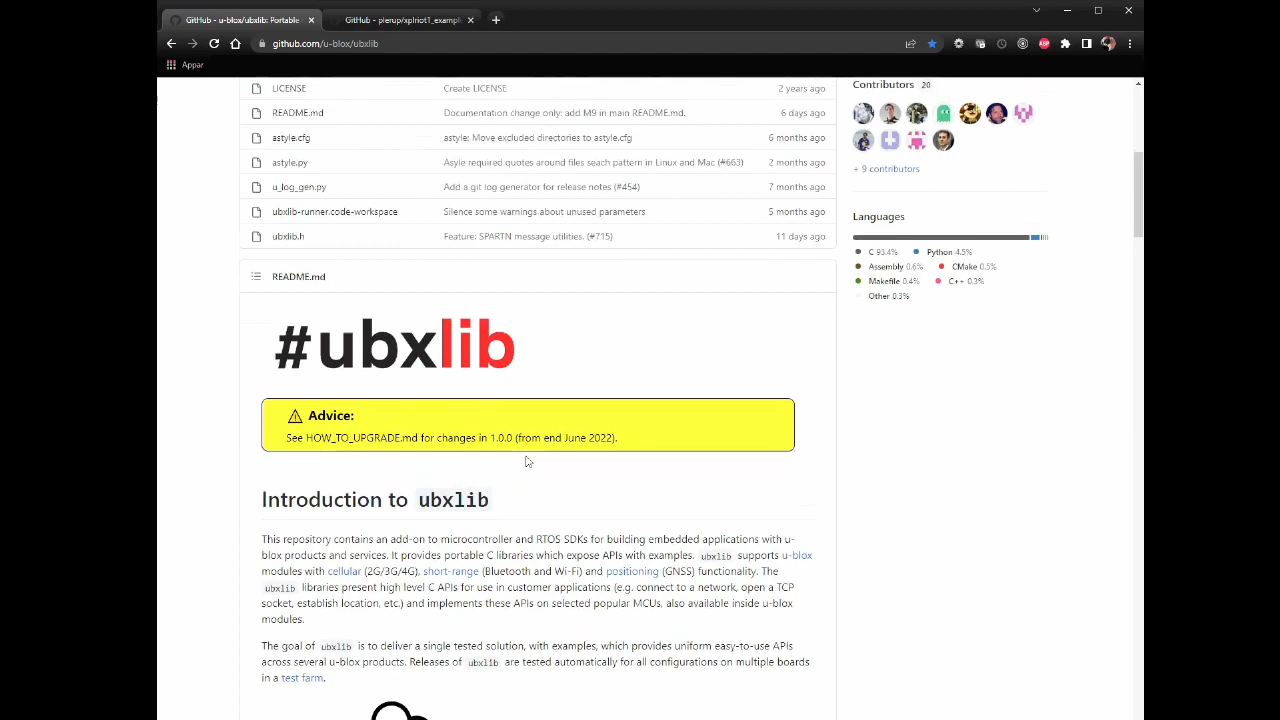 GitHub - u-blox/ubxlib: Portable
GitHub - plerup/xplriot1_exampl
github.com/u-blox/ubxlib
ABP
Appar
LICENSE Create LICENSE 2 years ago
README.md Documentation change only: add M9 in main README.md. 6 days ago
astyle.cfg astyle: Move excluded directories to astyle.cfg 6 months ago
astyle.py Asyle required quotes around files seach pattern in Linux and Mac (#663) 2 months ago
u_log_gen.py Add a git log generator for release notes (#454) 7 months ago
ubxlib-runner.code-workspace Silence some warnings about unused parameters 5 months ago
ubxlib.h Feature: SPARTN message utilities. (#715) 11 days ago
README.md
#ubxlib
Advice:
See HOW_TO_UPGRADE.md for changes in 1.0.0 (from end June 2022).
Introduction to ubxlib
This repository contains an add-on to microcontroller and RTOS SDKs for building embedded applications with u-
blox products and services. It provides portable C libraries which expose APIs with examples. ubxlib supports u-blox
modules with cellular (2G/3G/4G), short-range (Bluetooth and Wi-Fi) and positioning (GNSS) functionality. The
ubxlib libraries present high level C APIs for use in customer applications (e.g. connect to a network, open a TCP
socket, establish location, etc.) and implements these APIs on selected popular MCUs, also available inside u-blox
modules.
The goal of ubxlib is to deliver a single tested solution, with examples, which provides uniform easy-to-use APIs
across several u-blox products. Releases of ubxlib are tested automatically for all configurations on multiple boards
in a test farm.
Contributors 20
+ 9 contributors
Languages
C 93.4% Python 4.5%
Assembly 0.6% CMake 0.5%
Makefile 0.4% C++ 0.3%
Other 0.3%